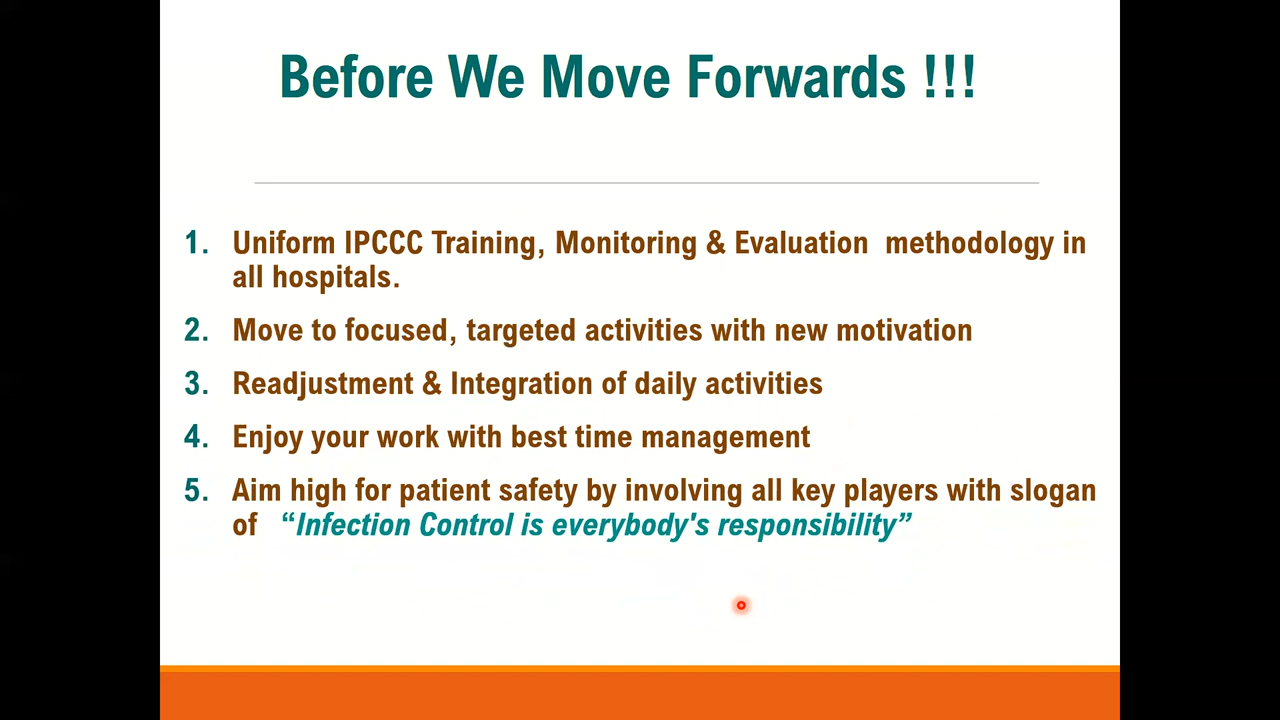 Before We Move Forwards !!!
1. Uniform IPCCC Training, Monitoring & Evaluation methodology in
all hospitals.
2. Move to focused, targeted activities with new motivation
3. Readjustment & Integration of daily activities
4. Enjoy your work with best time management
5. Aim high for patient safety by involving all key players with slogan
of “Infection Control is everybody's responsibility”